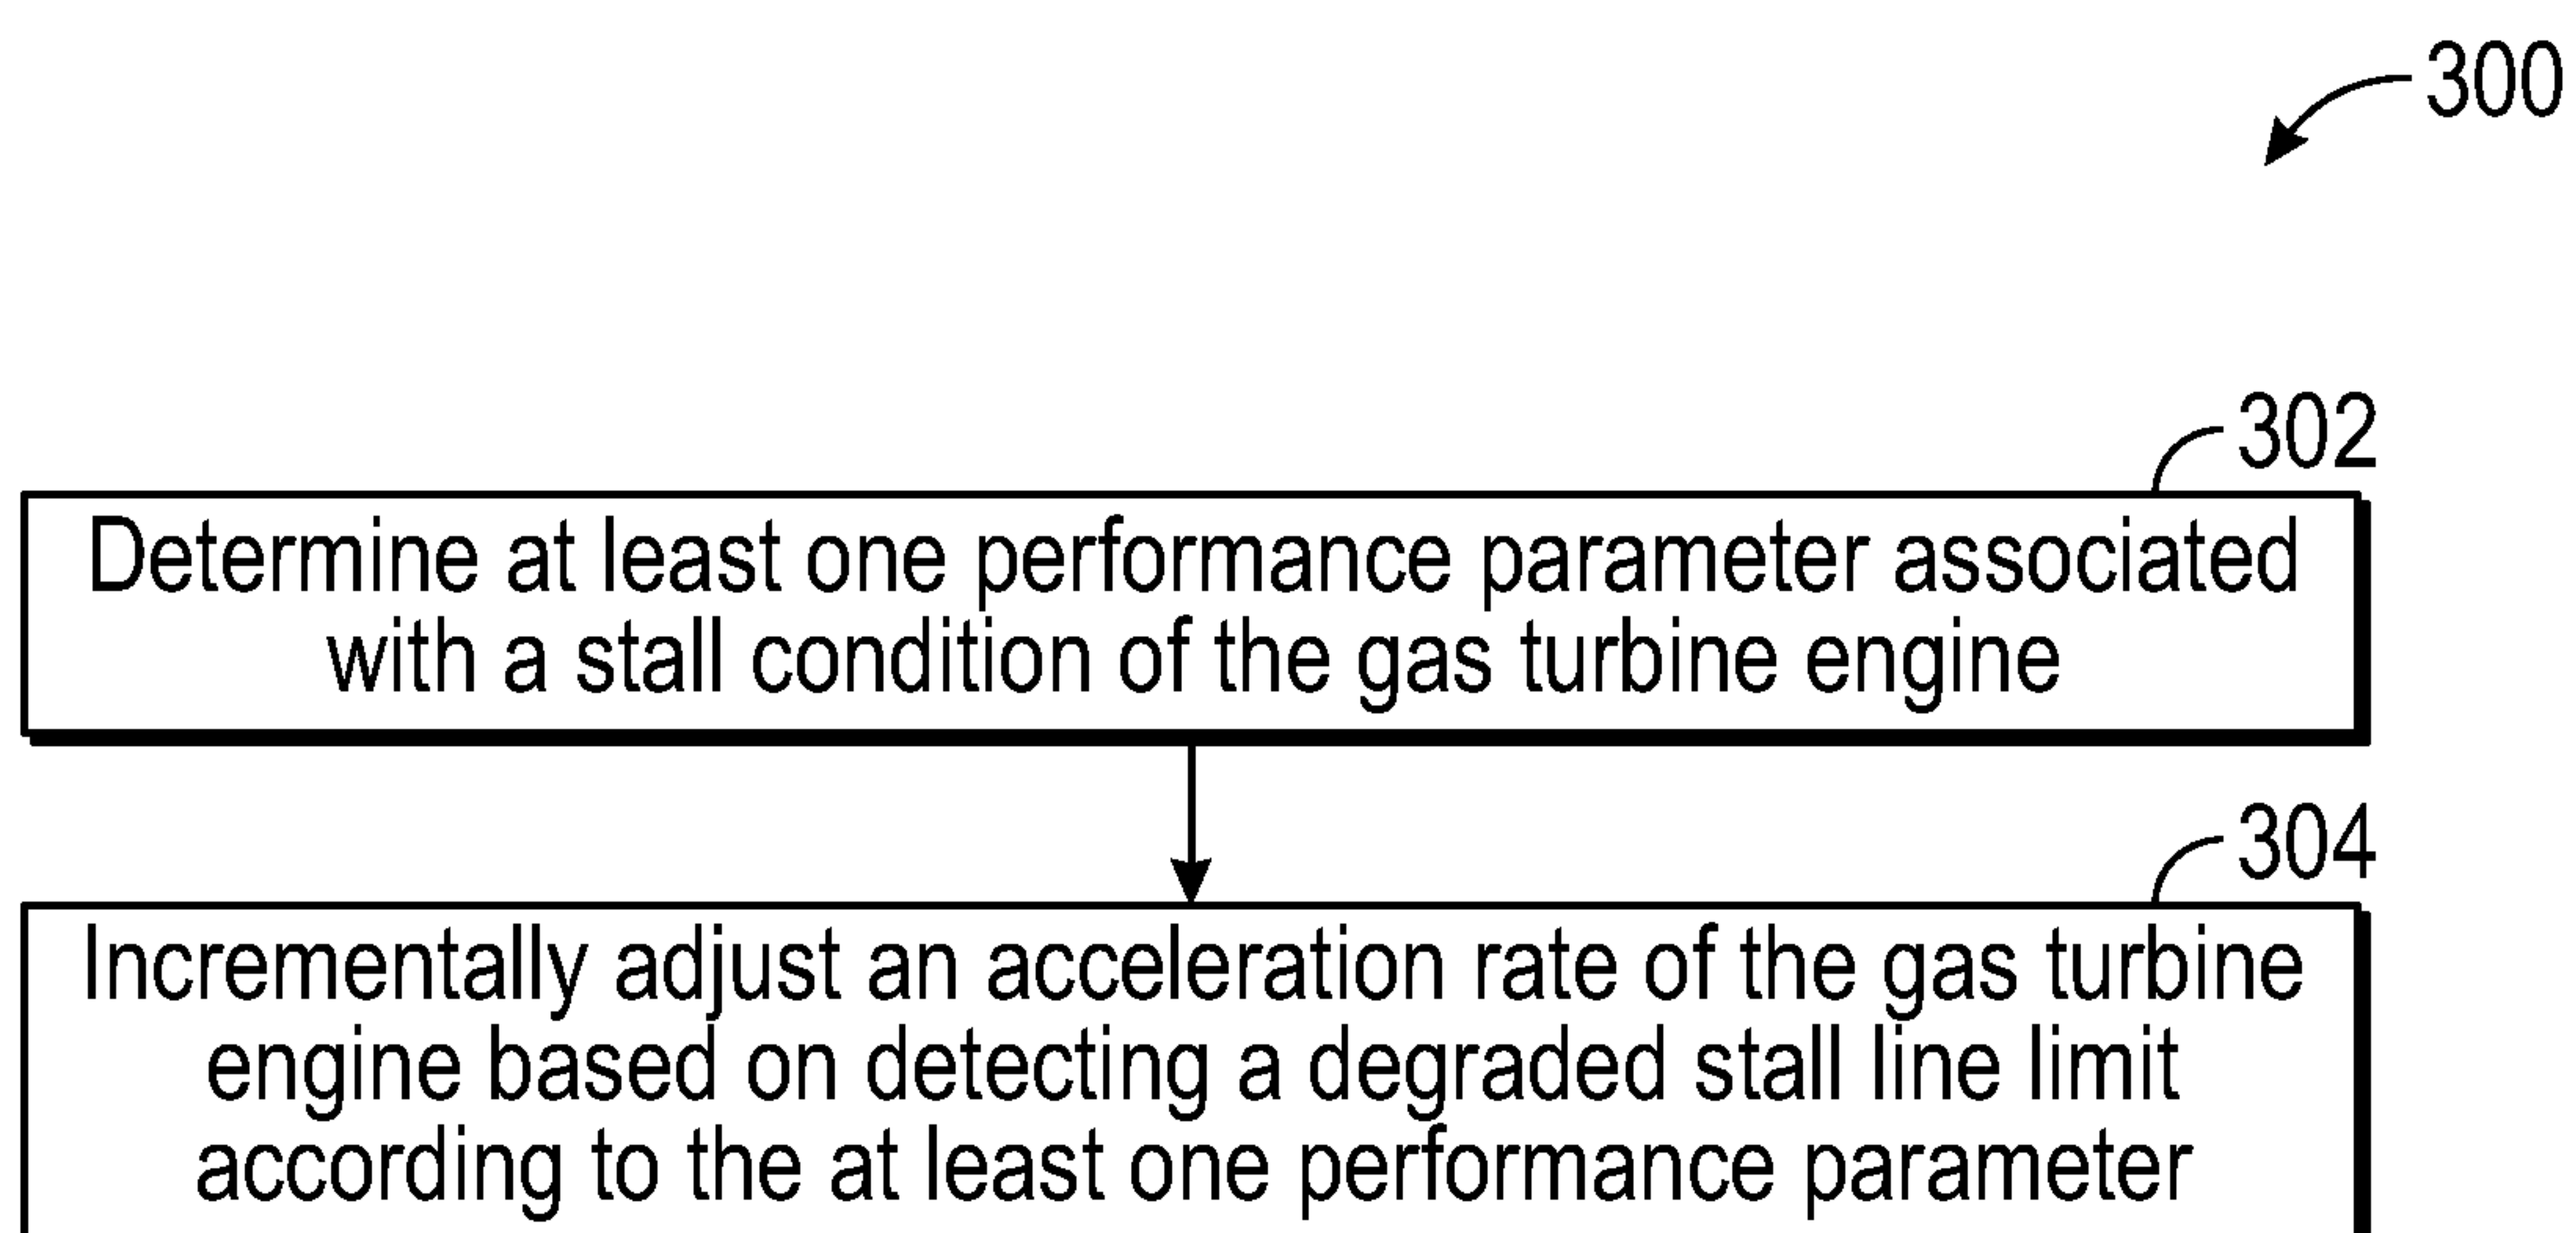 300
302
Determine at least one performance parameter associated
with a stall condition of the gas turbine engine
304
Incrementally adjust an acceleration rate of the gas turbine
engine based on detecting a degraded stall line limit
according to the at least one performance parameter